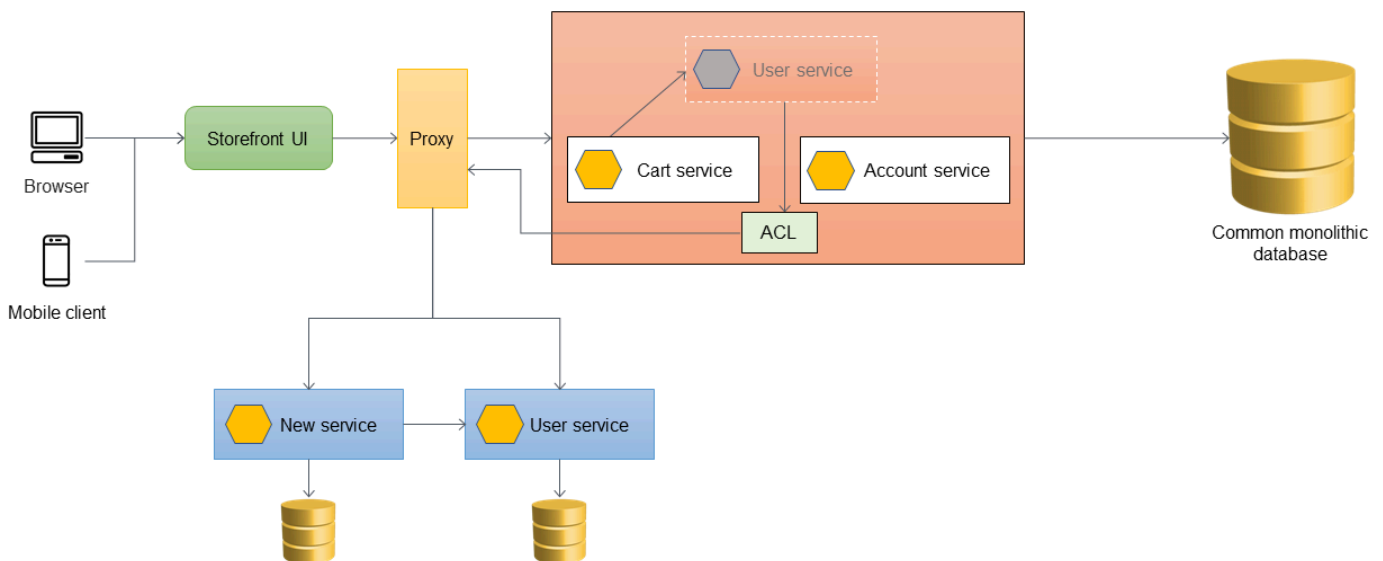 User service
Browser
Storefront UI
Proxy
Cart service
Account service
ACL
Common monolithic
database
Mobile client
New service
User service